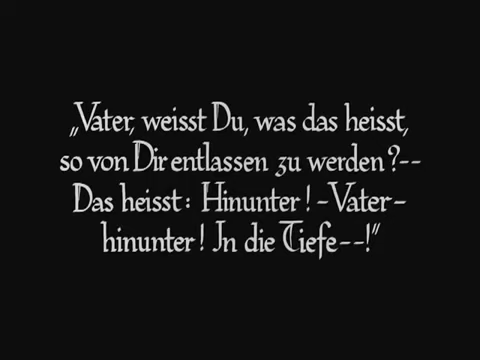 „Vater, weisst Du, was das heisst,
so von Dir entlassen zu werden?--
Das heisst: Hinunter!-Vater-
hinunter! In die Tiefe--!“